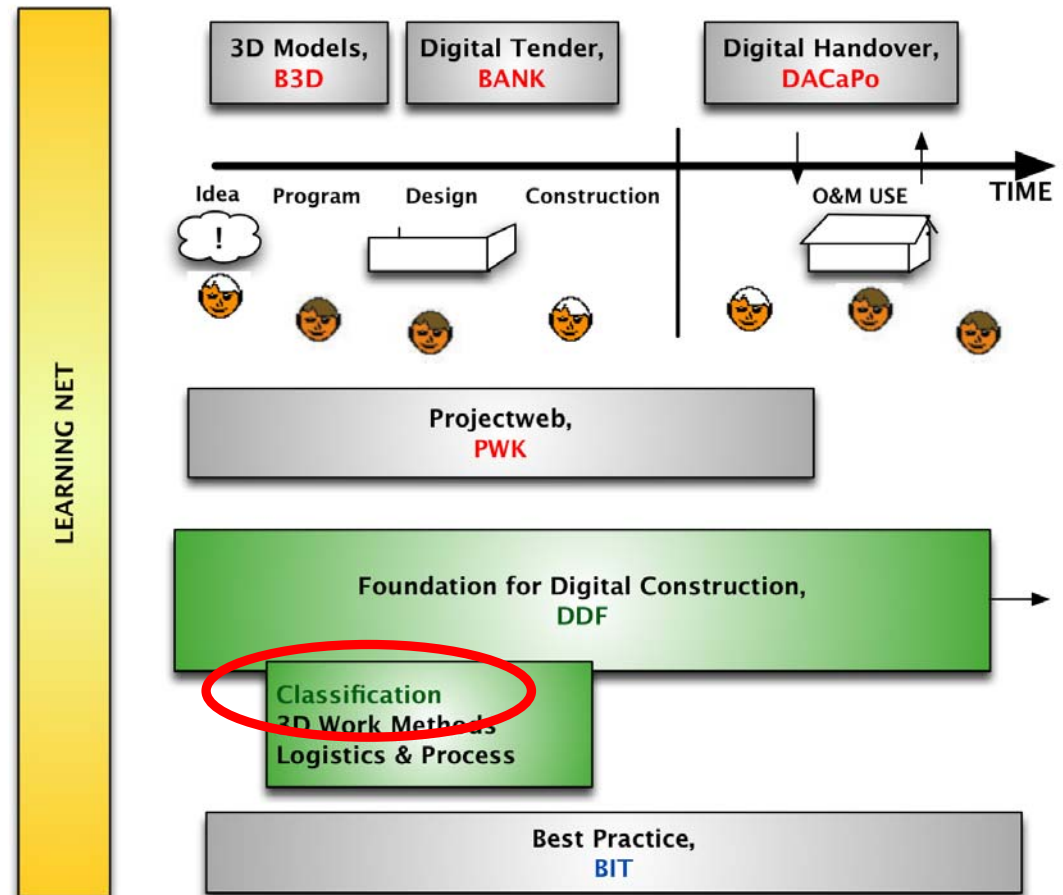 3D Models,
B3D
Digital Tender,
BANK
Digital Handover,
DACaPo
TIME
Idea
Program
Design
Construction
O&M USE
!
LEARNING NET
Projectweb,
PWK
Foundation for Digital Construction,
DDF
Classification
3D Work Methods
Logistics & Process
Best Practice,
BIT